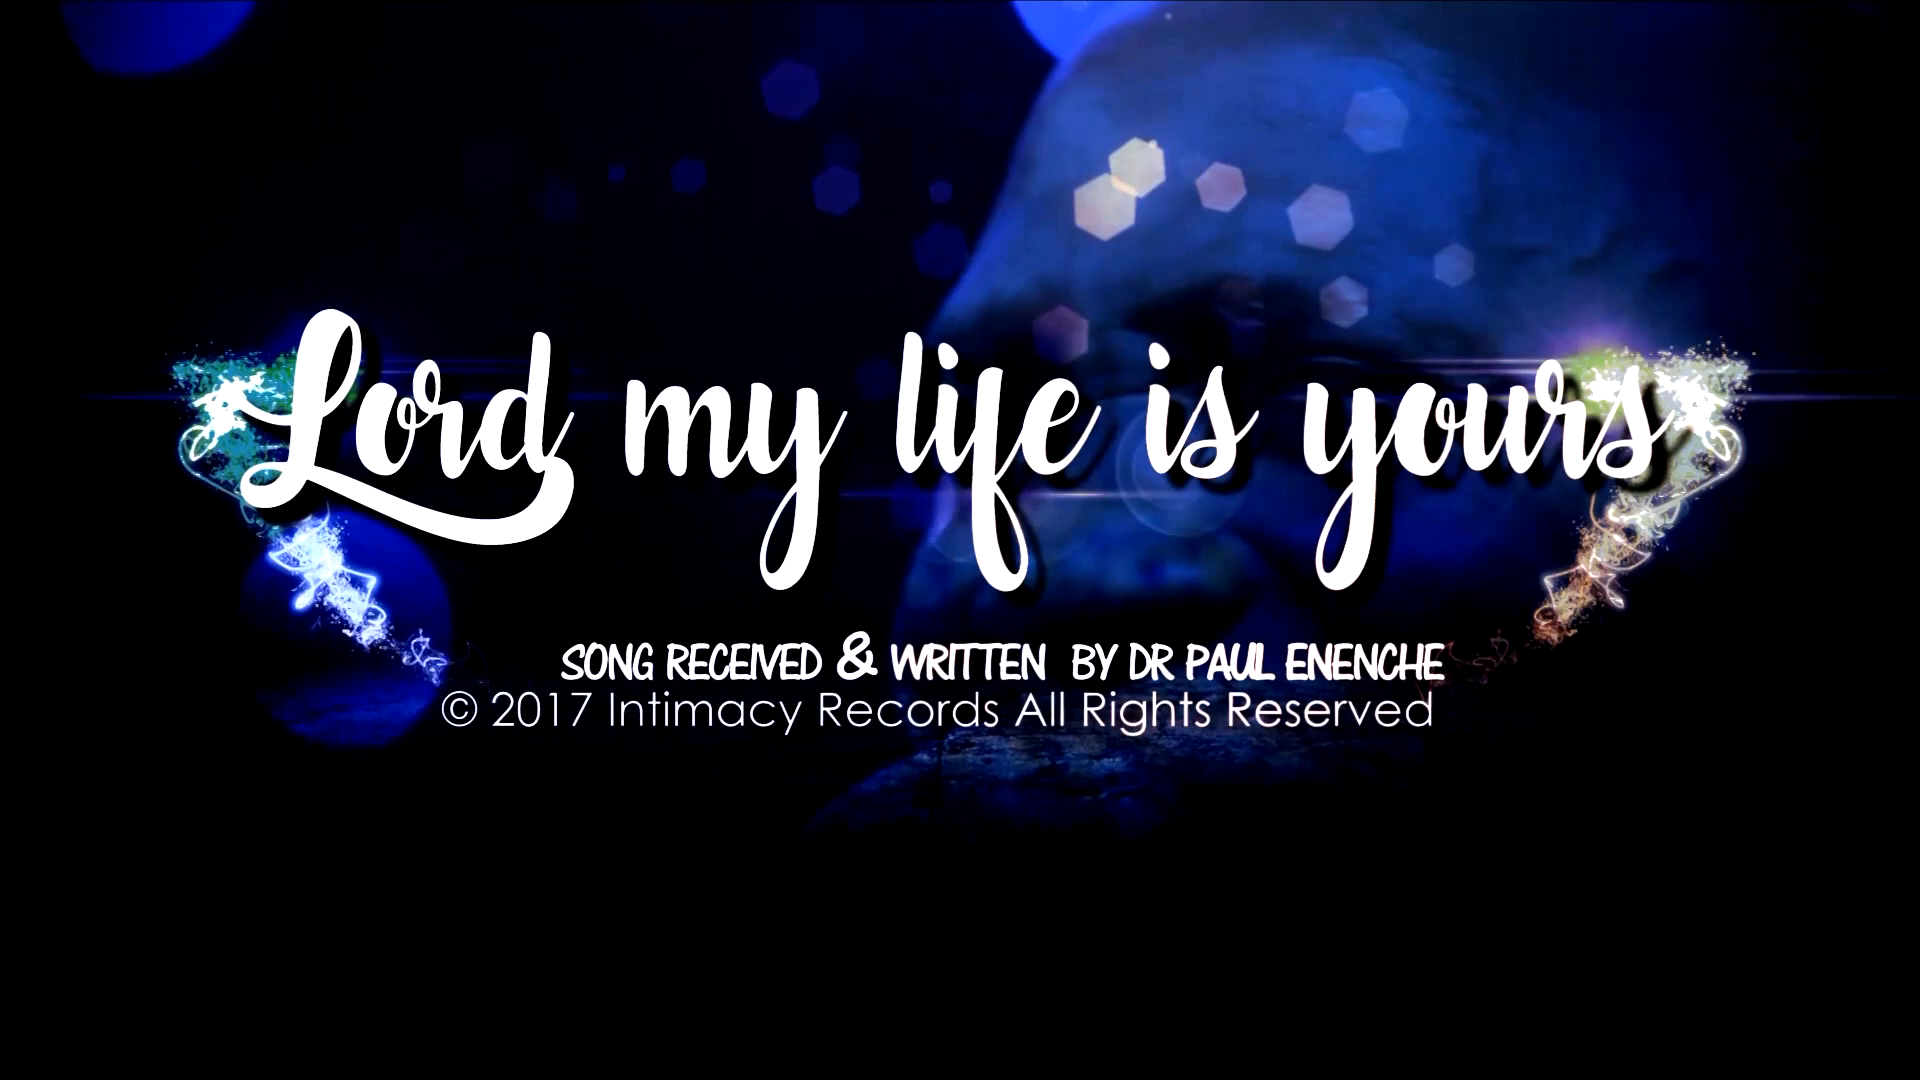 Lord my life is yours
SONG RECEIVED & WRITTEN BY DR PAUL ENENCHE
© 2017 Intimacy Records All Rights Reserved